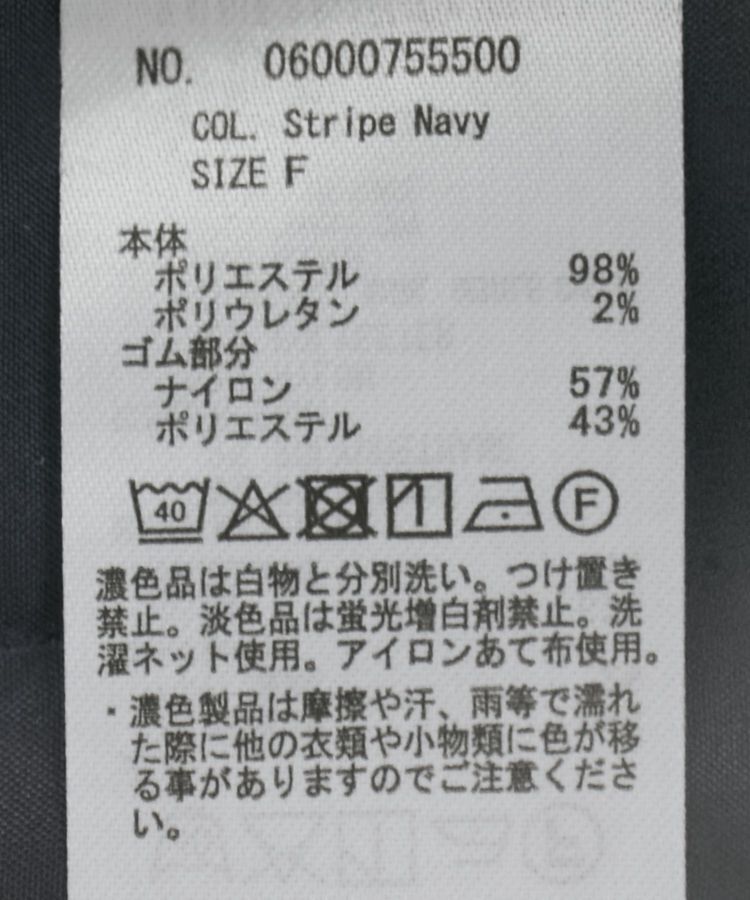 NO. 06000755500
COL. Stripe Navy
SIZE F
本体
ポリエステル 98%
ポリウレタン 2%
ゴム部分
ナイロン 57%
ポリエステル 43%
40 F
濃色品は白物と分別洗い。つけ置き
禁止。淡色品は蛍光増白剤禁止。洗
濯ネット使用。アイロンあて布使用。
・濃色製品は摩擦や汗、雨等で濡れ
た際に他の衣類や小物類に色が移
る事がありますのでご注意くださ
い。